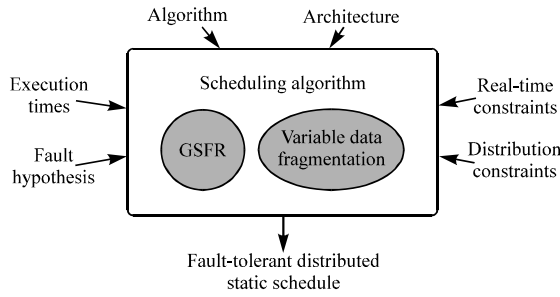 Algorithm
Architecture
Execution
times
Fault
hypothesis
Scheduling algorithm
GSFR
Variable data
fragmentation
Real-time
constraints
Distribution
constraints
Fault-tolerant distributed
static schedule